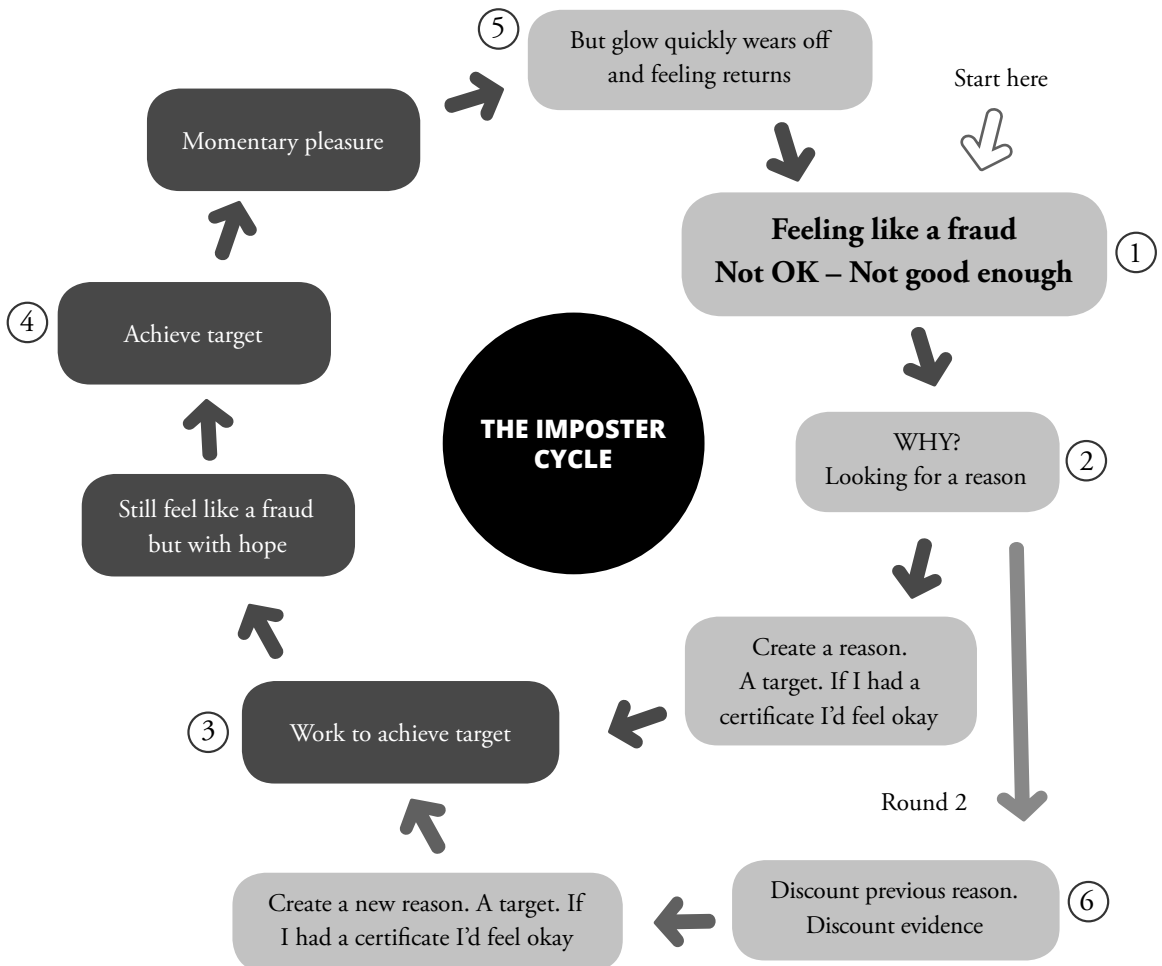 Start here
Feeling like a fraud
Not OK – Not good enough
1
WHY?
Looking for a reason
2
Create a reason.
A target. If I had a
certificate I’d feel okay
Work to achieve target
3
Still feel like a fraud
but with hope
Achieve target
4
Momentary pleasure
But glow quickly wears off
and feeling returns
5
Round 2
Discount previous reason.
Discount evidence
6
Create a new reason. A target. If
I had a certificate I’d feel okay
THE IMPOSTER
CYCLE